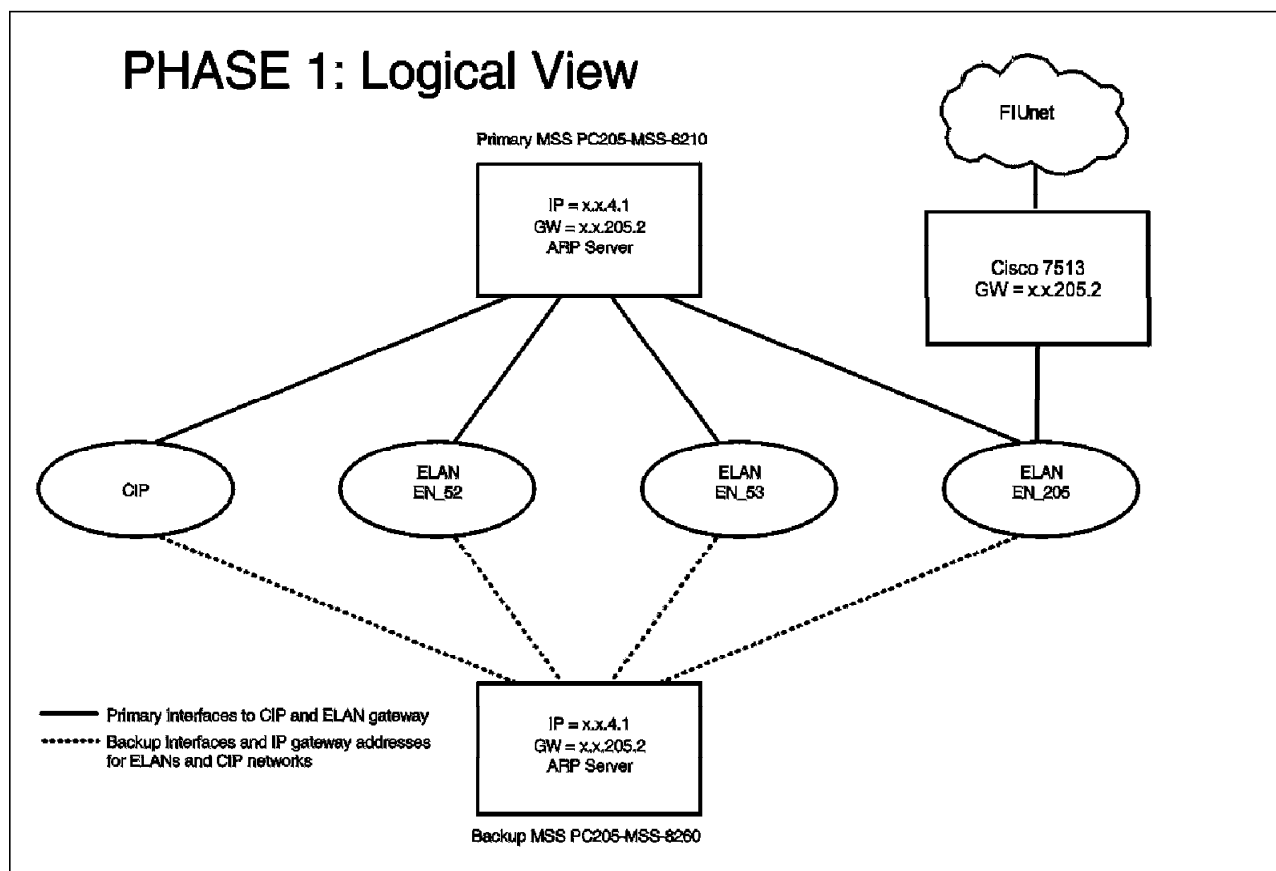 PHASE 1: Logical View
FIUnet
Primary MSS PC205-MSS-8210
IP = x.x.4.1
GW = x.x.205.2
ARP Server
Cisco 7513
GW = x.x.205.2
CIP
ELAN
EN_52
ELAN
EN_53
ELAN
EN_205
Primary Interfaces to CIP and ELAN gateway
Backup Interfaces and IP gateway addresses
for ELANs and CIP networks
IP = x.x.4.1
GW = x.x.205.2
ARP Server
Backup MSS PC205-MSS-8260